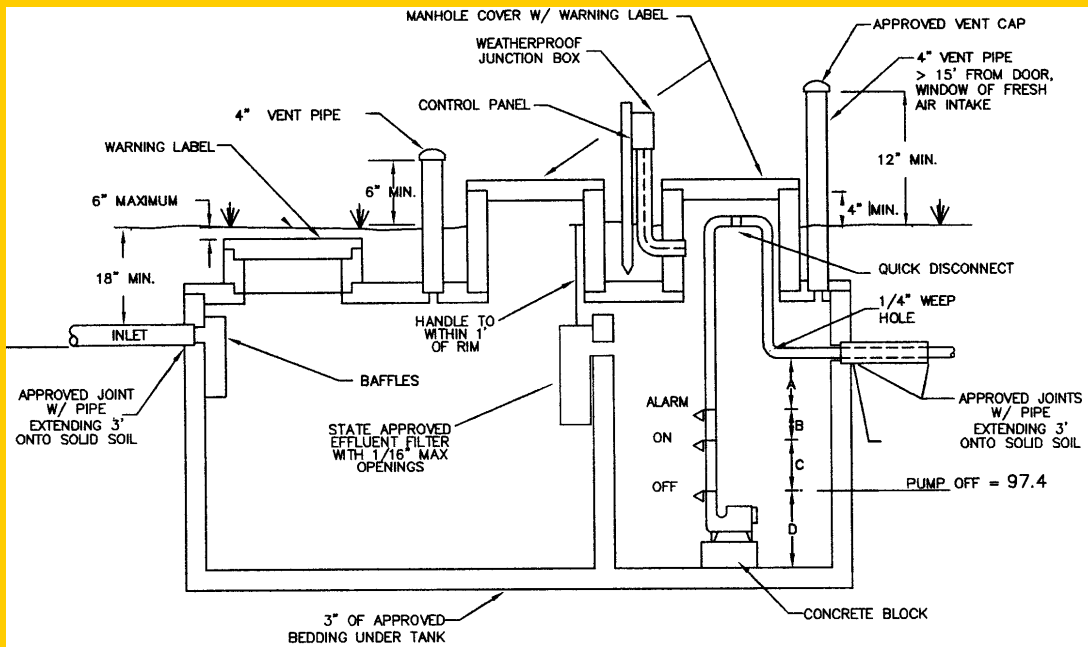 MANHOLE COVER W/ WARNING LABEL
APPROVED VENT CAP
WEATHERPROOF
JUNCTION BOX
4" VENT PIPE
> 15' FROM DOOR,
WINDOW OF FRESH
AIR INTAKE
CONTROL PANEL
4" VENT PIPE
WARNING LABEL
12" MIN.
6" MIN.
6" MAXIMUM
4" MIN.
18" MIN.
QUICK DISCONNECT
1/4" WEEP
HOLE
HANDLE TO
WITHIN 1'
OF RIM
INLET
BAFFLES
APPROVED JOINT
W/ PIPE
EXTENDING 3'
ONTO SOLID SOIL
STATE APPROVED
EFFLUENT FILTER
WITH 1/16" MAX
OPENINGS
ALARM
ON
OFF
A
B
C
D
APPROVED JOINTS
W/ PIPE
EXTENDING 3'
ONTO SOLID SOIL
PUMP OFF = 97.4
CONCRETE BLOCK
3" OF APPROVED
BEDDING UNDER TANK